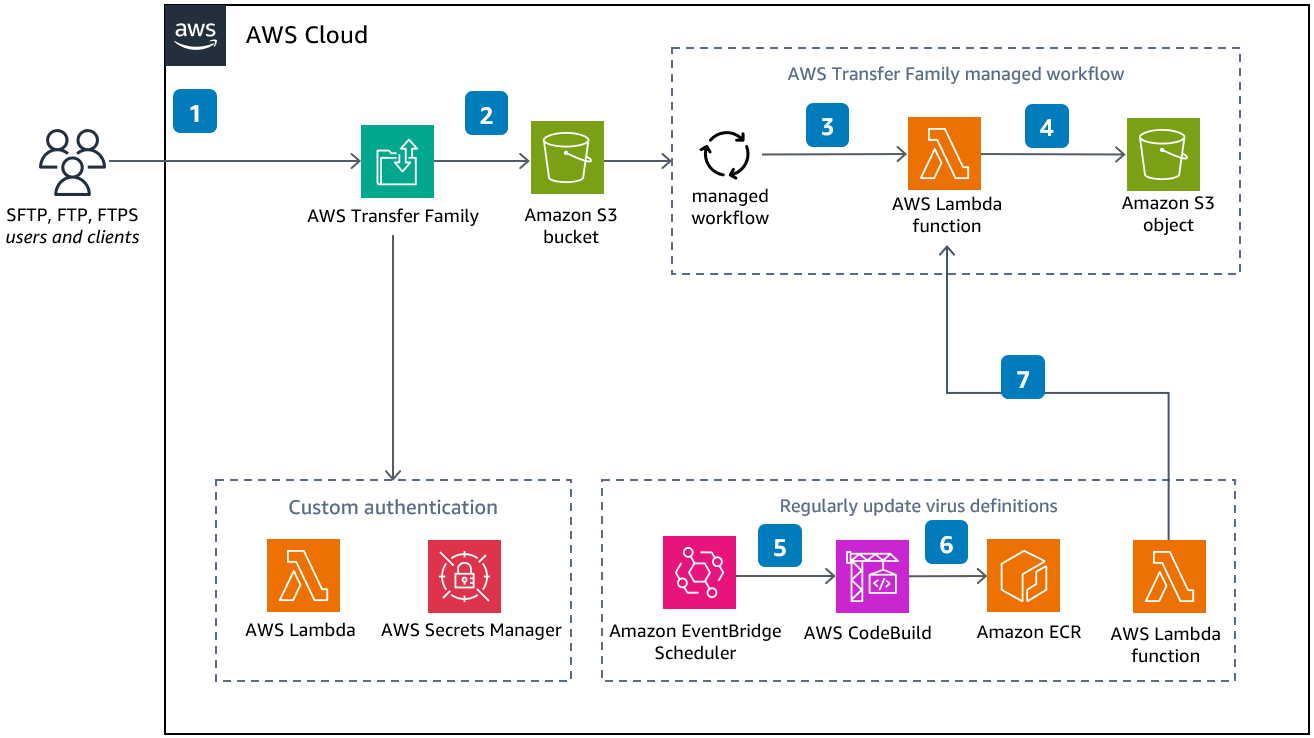 aws
AWS Cloud
1
SFTP, FTP, FTPS
users and clients
AWS Transfer Family
2
Amazon S3
bucket
AWS Transfer Family managed workflow
managed
workflow
3
AWS Lambda
function
4
Amazon S3
object
7
Custom authentication
AWS Lambda
AWS Secrets Manager
Regularly update virus definitions
Amazon EventBridge
Scheduler
5
</>
AWS CodeBuild
6
Amazon ECR
AWS Lambda
function